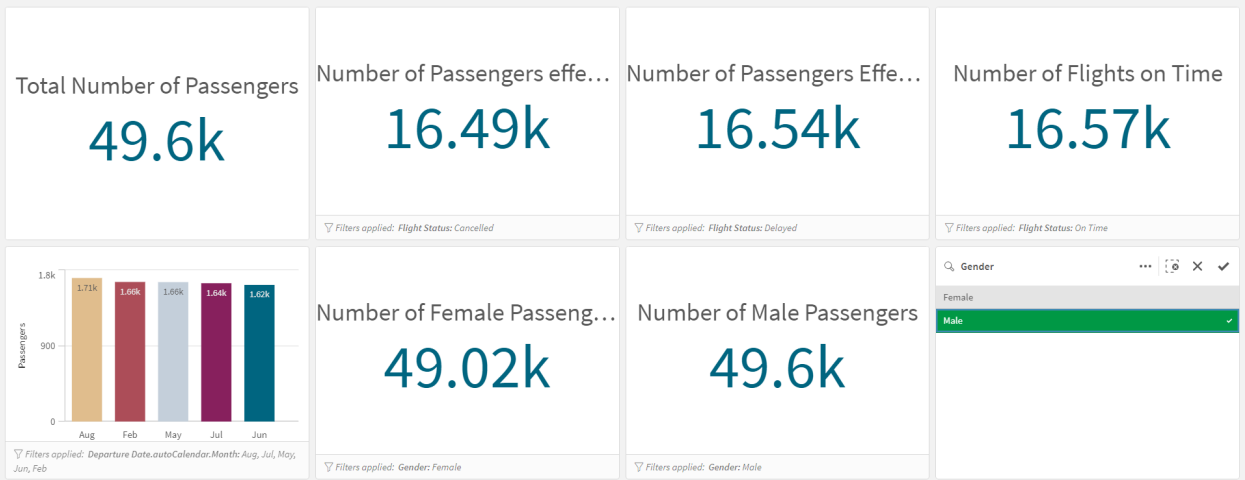 Total Number of Passengers
49.6k
Number of Passengers effe...
16.49k
Filters applied: Flight Status: Cancelled
Number of Passengers Effe...
16.54k
Filters applied: Flight Status: Delayed
Number of Flights on Time
16.57k
Filters applied: Flight Status: On Time
Passengers
1.8k
900
0
1.71k
1.66k
1.66k
1.64k
1.62k
Aug
Feb
May
Jul
Jun
Filters applied: Departure Date.autoCalendar.Month: Aug, Jul, May,
Jun, Feb
Number of Female Passeng...
49.02k
Filters applied: Gender: Female
Number of Male Passengers
49.6k
Filters applied: Gender: Male
Gender
Female
Male